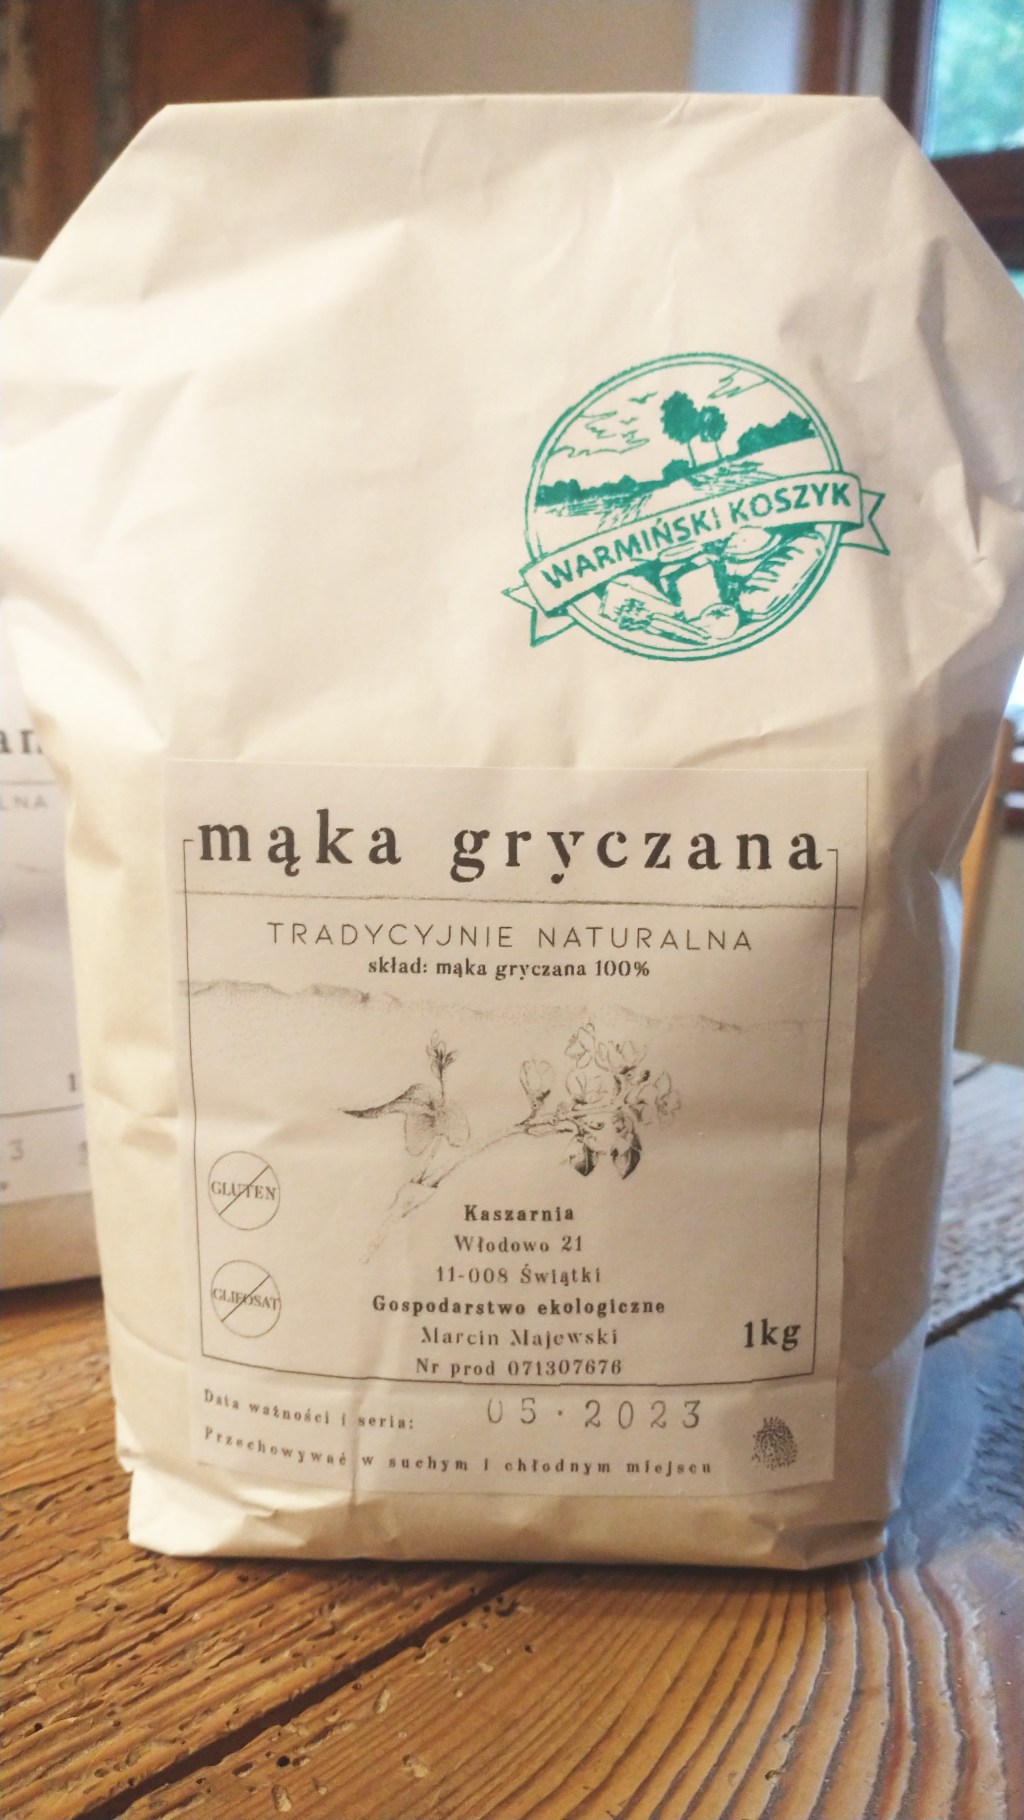 WARMIŃSKI KOSZYK
mąka gryczana
TRADYCYJNIE NATURALNA
skład: mąka gryczana 100%
GLUTEN
GLIFOSAT
Kaszarnia
Włodowo 21
11-008 Świątki
Gospodarstwo ekologiczne
Marcin Majewski
Nr prod 071307676
1kg
Data ważności i seria: 05.2023
Przechowywać w suchym i chłodnym miejscu